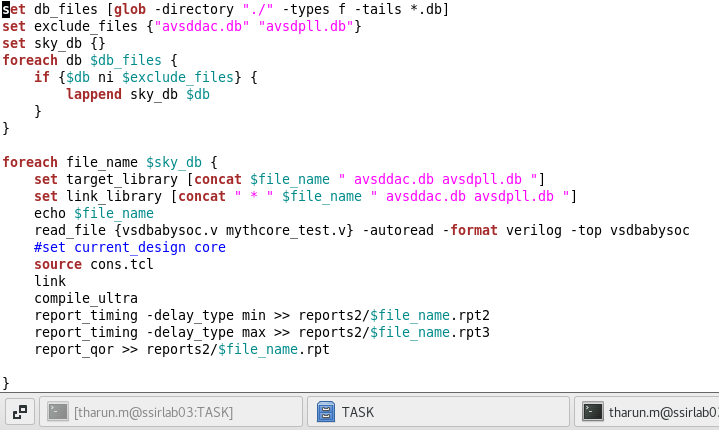 set db_files [glob -directory "./" -types f -tails *.db]
set exclude_files {"avsddac.db" "avsdpll.db"}
set sky_db {}
foreach db $db_files {
    if {$db ni $exclude_files} {
        lappend sky_db $db
    }
}

foreach file_name $sky_db {
    set target_library [concat $file_name " avsddac.db avsdpll.db "]
    set link_library [concat " * " $file_name " avsddac.db avsdpll.db "]
    echo $file_name
    read_file {vsdbabysoc.v mythcore_test.v} -autoread -format verilog -top vsdbabysoc
    #set current_design core
    source cons.tcl
    link
    compile_ultra
    report_timing -delay_type min >> reports2/$file_name.rpt2
    report_timing -delay_type max >> reports2/$file_name.rpt3
    report_qor >> reports2/$file_name.rpt

}
[tharun.m@ssirlab03:TASK]
TASK
tharun.m@ssirlab03